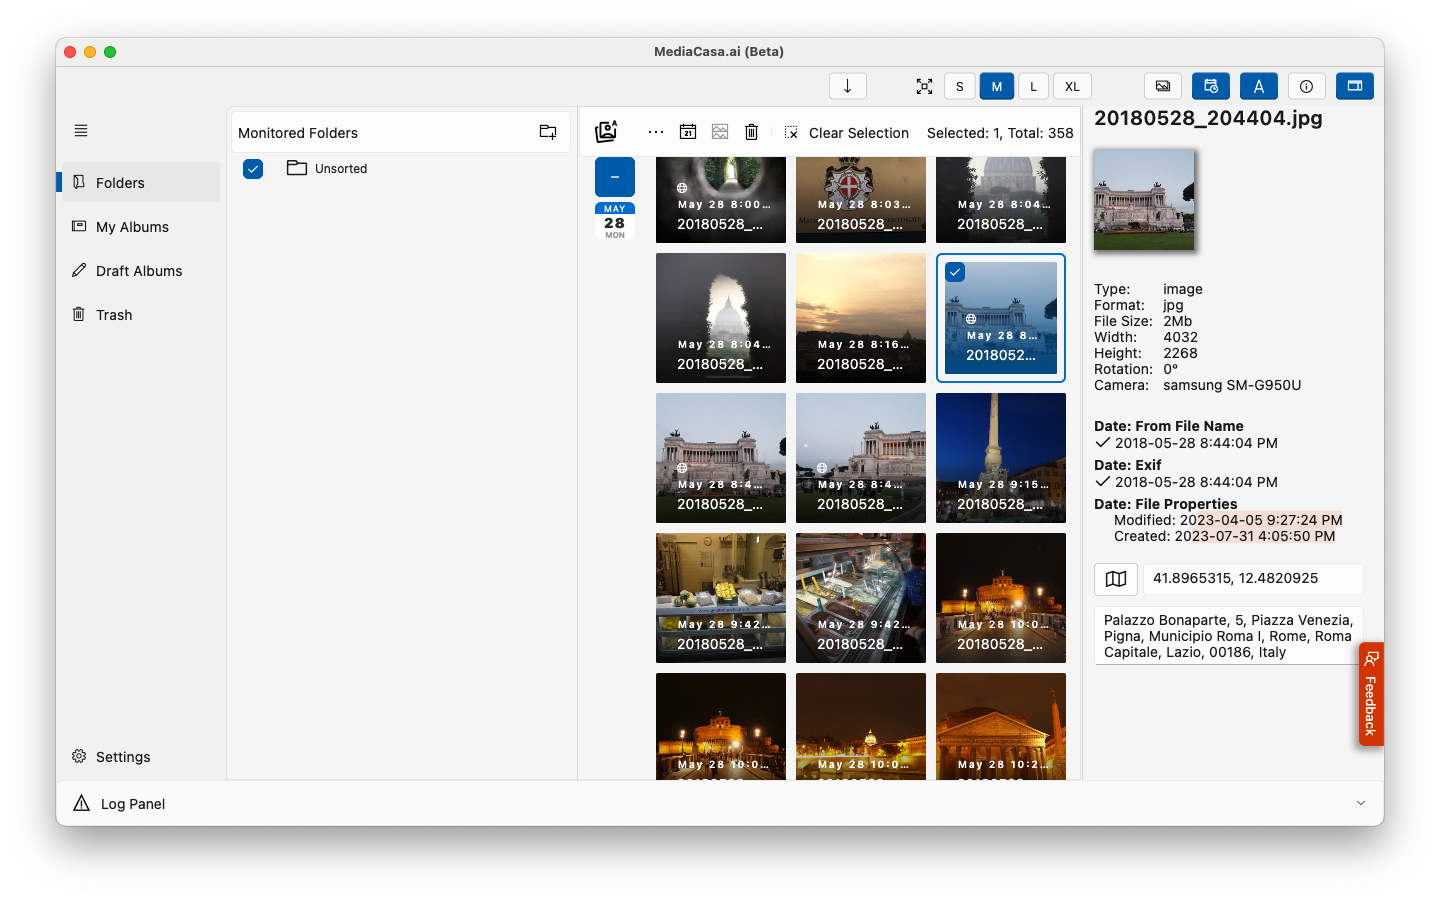 MediaCasa.ai (Beta)
S M L XL
Folders
My Albums
Draft Albums
Trash
Settings
Monitored Folders
Unsorted
21
Clear Selection
Selected: 1, Total: 358
MAY
28
MON
May 28 8:00...
20180528_...
May 28 8:03...
20180528_...
May 28 8:04...
20180528_...
May 28 8:04...
20180528_...
May 28 8:16...
20180528_...
May 28 8...
2018052...
May 28 8:4...
20180528_...
May 28 8:4...
20180528_...
May 28 9:15...
20180528_...
May 28 9:42...
20180528_...
May 28 9:42...
20180528_...
May 28 10:0...
20180528_...
May 28 10:0...
May 28 10:0...
May 28 10:2...
20180528_204404.jpg
Type: image
Format: jpg
File Size: 2Mb
Width: 4032
Height: 2268
Rotation: 0°
Camera: samsung SM-G950U
Date: From File Name
2018-05-28 8:44:04 PM
Date: Exif
2018-05-28 8:44:04 PM
Date: File Properties
Modified: 2023-04-05 9:27:24 PM
Created: 2023-07-31 4:05:50 PM
41.8965315, 12.4820925
Palazzo Bonaparte, 5, Piazza Venezia,
Pigna, Municipio Roma I, Rome, Roma
Capitale, Lazio, 00186, Italy
Feedback
Log Panel